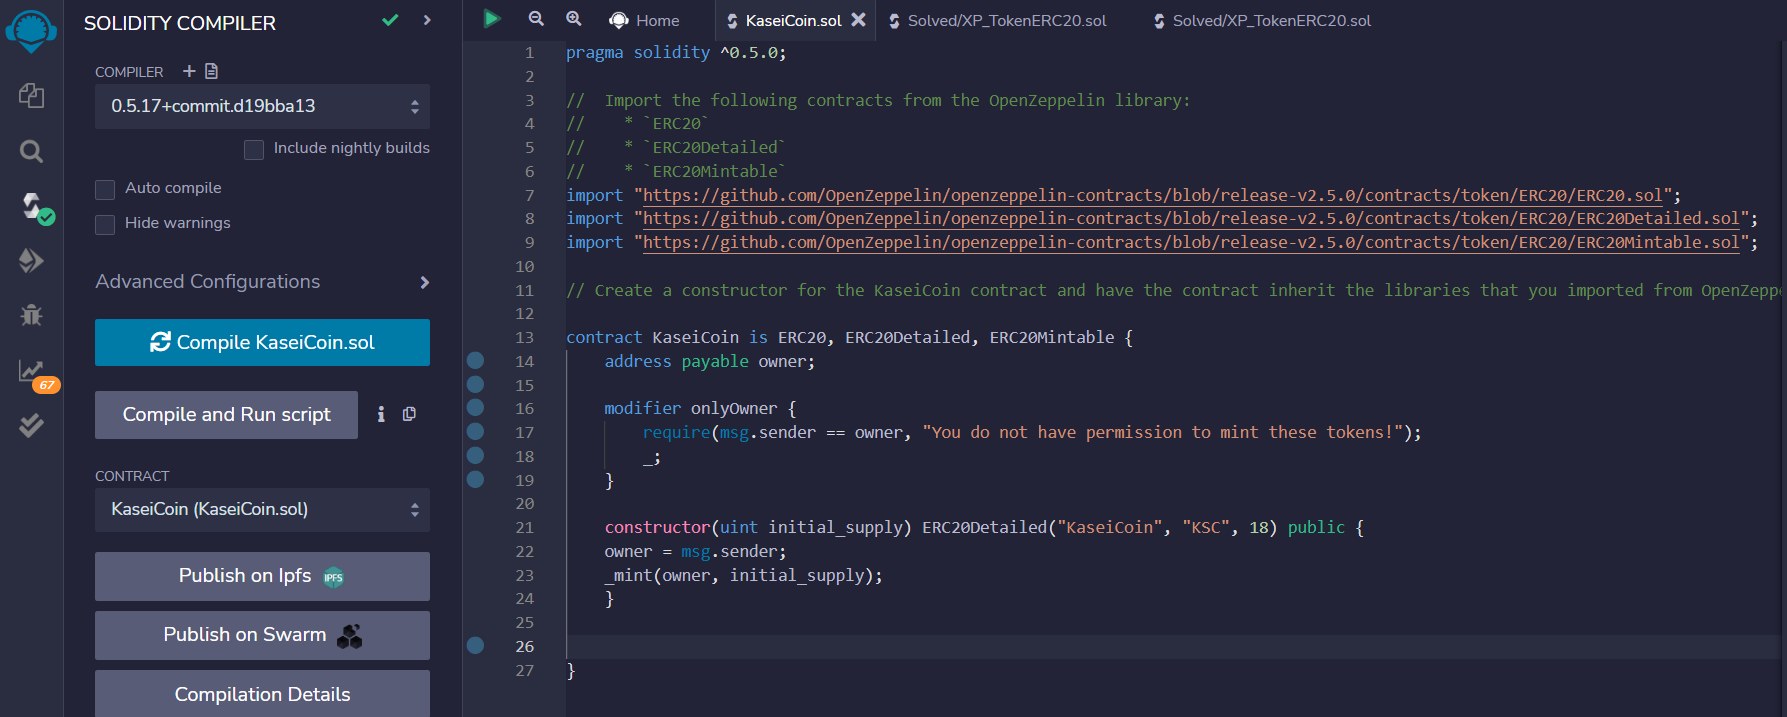 SOLIDITY COMPILER
COMPILER
0.5.17+commit.d19bba13
Include nightly builds
Auto compile
Hide warnings
Advanced Configurations
Compile KaseiCoin.sol
Compile and Run script
CONTRACT
KaseiCoin (KaseiCoin.sol)
Publish on Ipfs
IPFS
Publish on Swarm
Compilation Details
67
Home
KaseiCoin.sol
Solved/XP_TokenERC20.sol
Solved/XP_TokenERC20.sol
1 pragma solidity ^0.5.0;
2
3 //  Import the following contracts from the OpenZeppelin library:
4 //    * `ERC20`
5 //    * `ERC20Detailed`
6 //    * `ERC20Mintable`
7 import "https://github.com/OpenZeppelin/openzeppelin-contracts/blob/release-v2.5.0/contracts/token/ERC20/ERC20.sol";
8 import "https://github.com/OpenZeppelin/openzeppelin-contracts/blob/release-v2.5.0/contracts/token/ERC20/ERC20Detailed.sol";
9 import "https://github.com/OpenZeppelin/openzeppelin-contracts/blob/release-v2.5.0/contracts/token/ERC20/ERC20Mintable.sol";
10
11 // Create a constructor for the KaseiCoin contract and have the contract inherit the libraries that you imported from OpenZeppe
12
13 contract KaseiCoin is ERC20, ERC20Detailed, ERC20Mintable {
14     address payable owner;
15
16     modifier onlyOwner {
17         require(msg.sender == owner, "You do not have permission to mint these tokens!");
18         _;
19     }
20
21     constructor(uint initial_supply) ERC20Detailed("KaseiCoin", "KSC", 18) public {
22     owner = msg.sender;
23     _mint(owner, initial_supply);
24     }
25
26
27 }